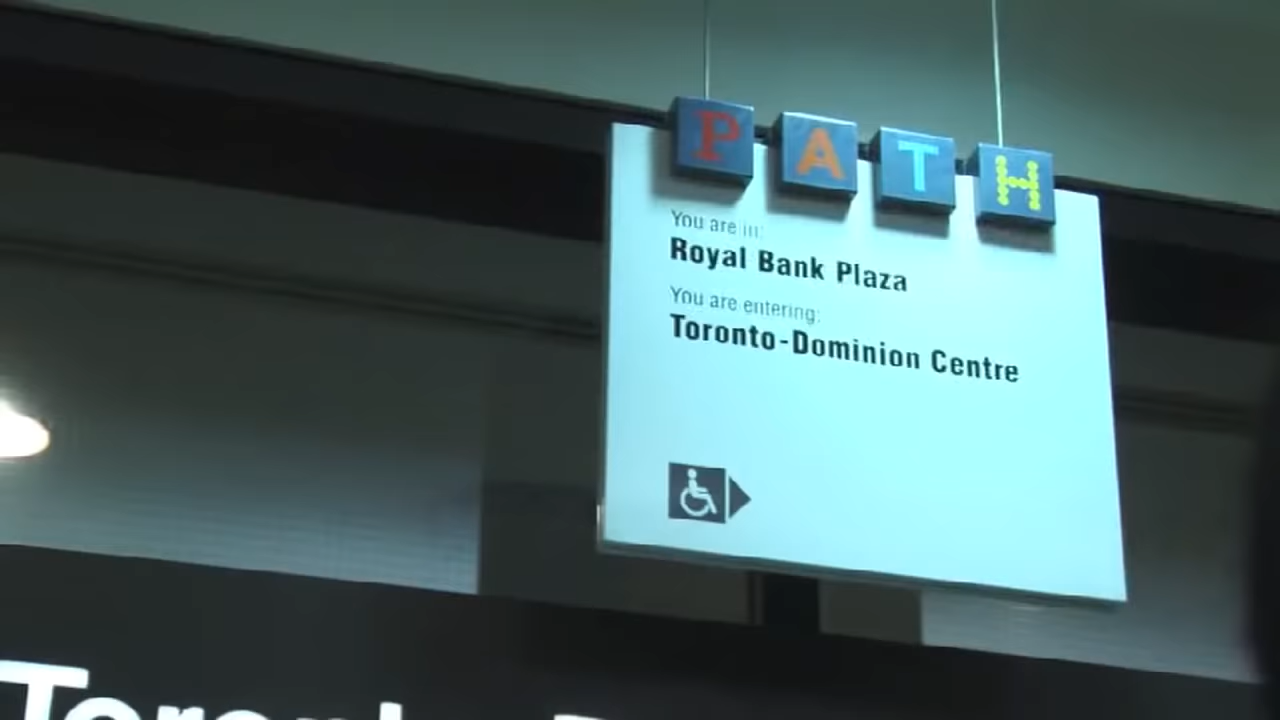 PATH
You are in:
Royal Bank Plaza
You are entering:
Toronto-Dominion Centre